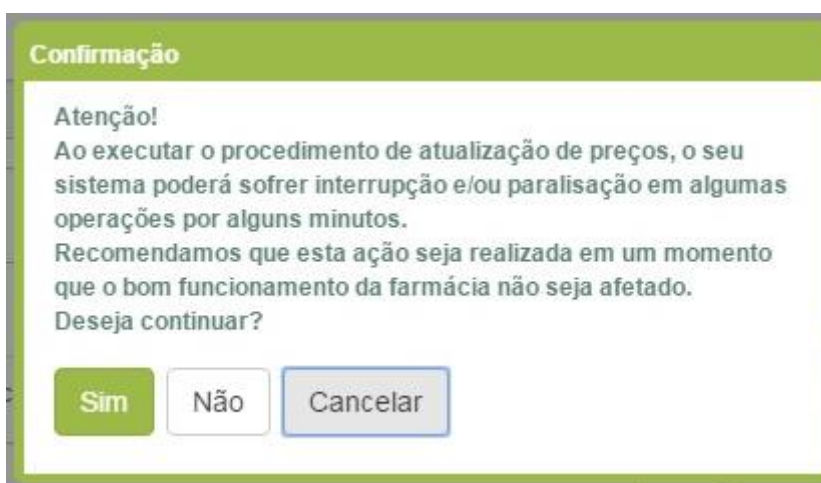 Confirmação
Atenção!
Ao executar o procedimento de atualização de preços, o seu
sistema poderá sofrer interrupção e/ou paralisação em algumas
operações por alguns minutos.
Recomendamos que esta ação seja realizada em um momento
que o bom funcionamento da farmácia não seja afetado.
Deseja continuar?
Sim Não Cancelar